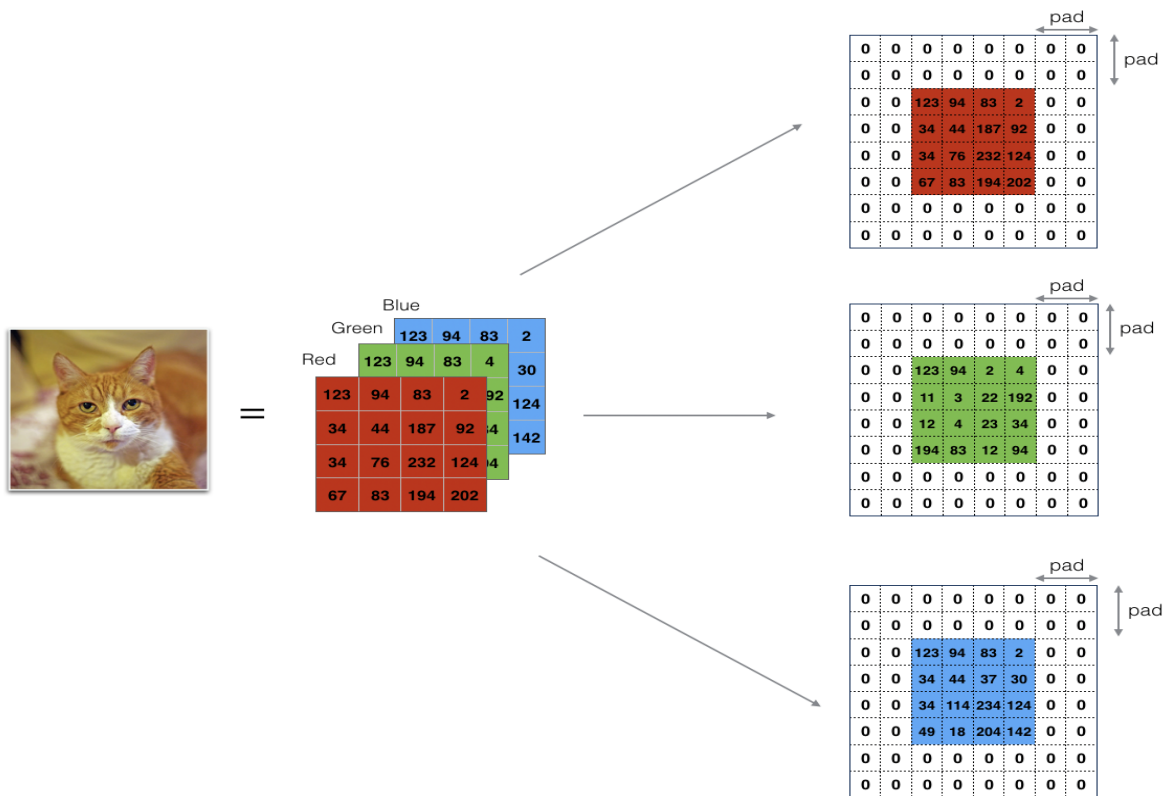 pad
0 0 0 0 0 0 0 0
pad
0 0 0 0 0 0 0 0
0 0 123 94 83 2 0 0
0 0 34 44 187 92 0 0
0 0 34 76 232 124 0 0
0 0 67 83 194 202 0 0
0 0 0 0 0 0 0 0
0 0 0 0 0 0 0 0
Blue
123 94 83 2
30
124
142
Green
123 94 83 4
92
34
94
Red
123 94 83 2
34 44 187 92
34 76 232 124
67 83 194 202
=
pad
0 0 0 0 0 0 0 0
pad
0 0 0 0 0 0 0 0
0 0 123 94 2 4 0 0
0 0 11 3 22 192 0 0
0 0 12 4 23 34 0 0
0 0 194 83 12 94 0 0
0 0 0 0 0 0 0 0
0 0 0 0 0 0 0 0
pad
0 0 0 0 0 0 0 0
pad
0 0 0 0 0 0 0 0
0 0 123 94 83 2 0 0
0 0 34 44 37 30 0 0
0 0 34 114 234 124 0 0
0 0 49 18 204 142 0 0
0 0 0 0 0 0 0 0
0 0 0 0 0 0 0 0